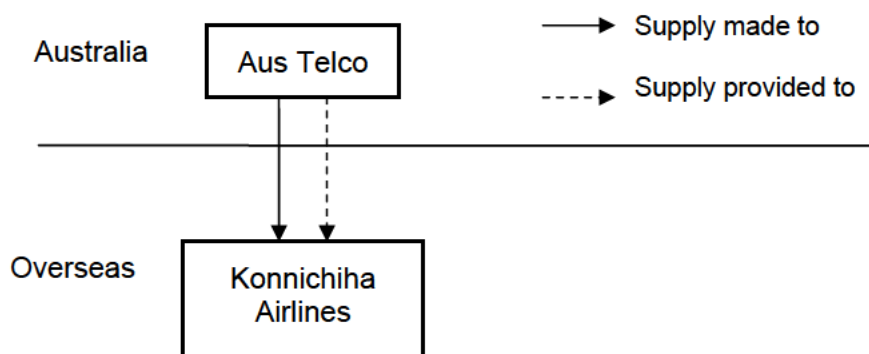 Australia
Aus Telco
Supply made to
Supply provided to
Overseas
Konnichiha
Airlines